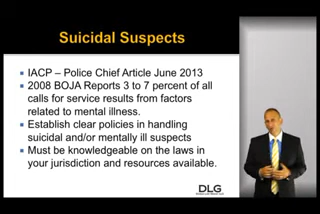 Suicidal Suspects
IACP – Police Chief Article June 2013
2008 BOJA Reports 3 to 7 percent of all
calls for service results from factors
related to mental illness.
Establish clear policies in handling
suicidal and/or mentally ill suspects
Must be knowledgeable on the laws in
your jurisdiction and resources available.
DLG